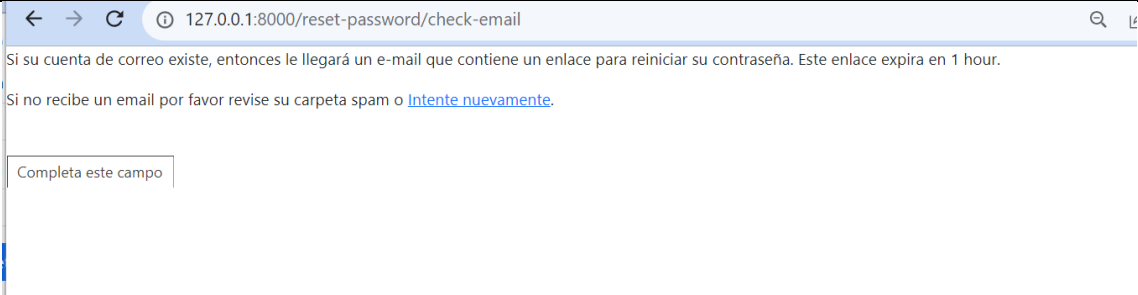 127.0.0.1:8000/reset-password/check-email
Si su cuenta de correo existe, entonces le llegará un e-mail que contiene un enlace para reiniciar su contraseña. Este enlace expira en 1 hour.
Si no recibe un email por favor revise su carpeta spam o Intente nuevamente.
Completa este campo